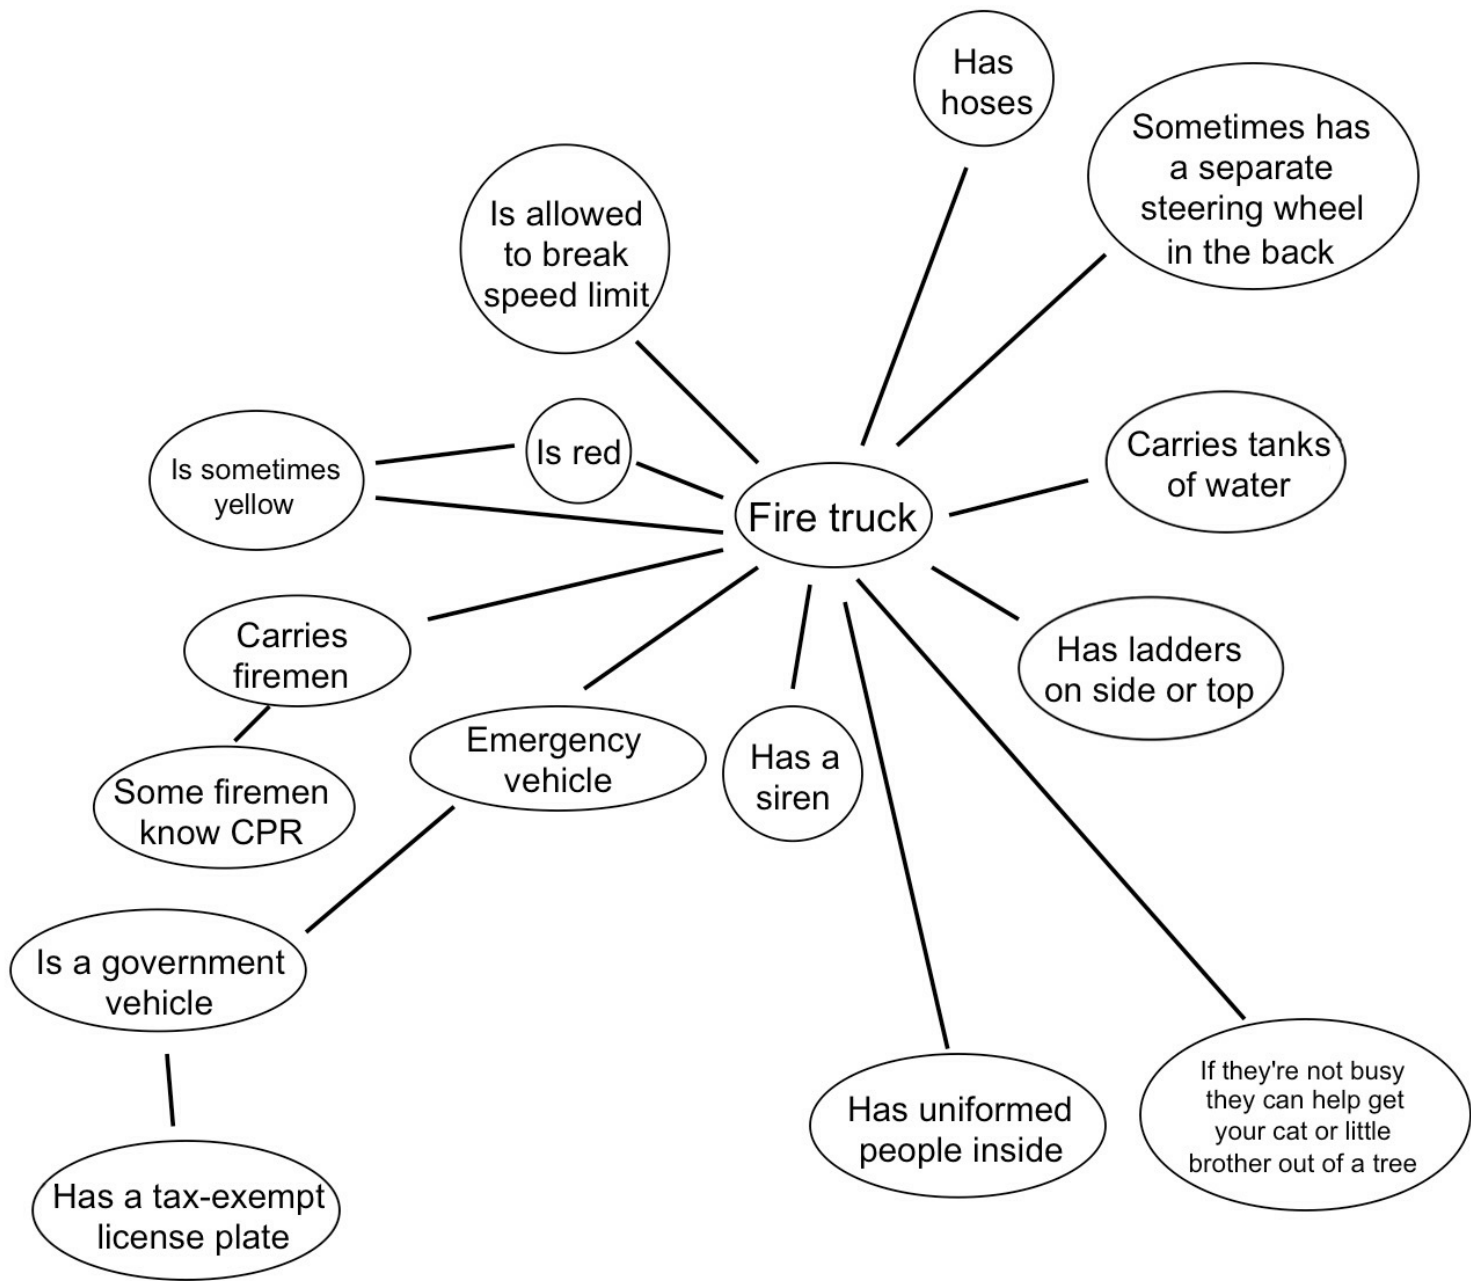 Has
hoses
Sometimes has
a separate
steering wheel
in the back
Is allowed
to break
speed limit
Is sometimes
yellow
Is red
Fire truck
Carries tanks
of water
Carries
firemen
Has ladders
on side or top
Some firemen
know CPR
Emergency
vehicle
Has a
siren
Is a government
vehicle
Has uniformed
people inside
If they're not busy
they can help get
your cat or little
brother out of a tree
Has a tax-exempt
license plate